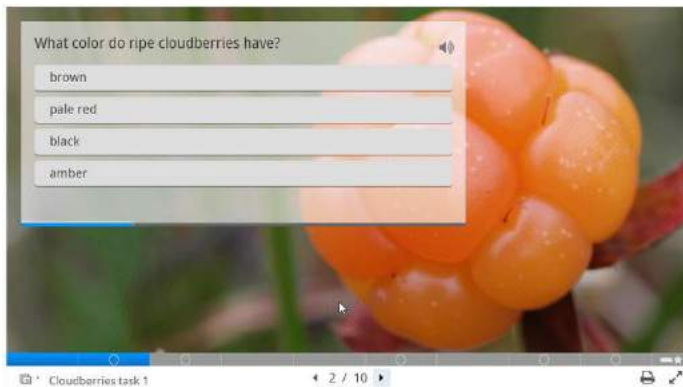 What color do ripe cloudberries have?
brown
pale red
black
amber
Cloudberries task 1
2 / 10